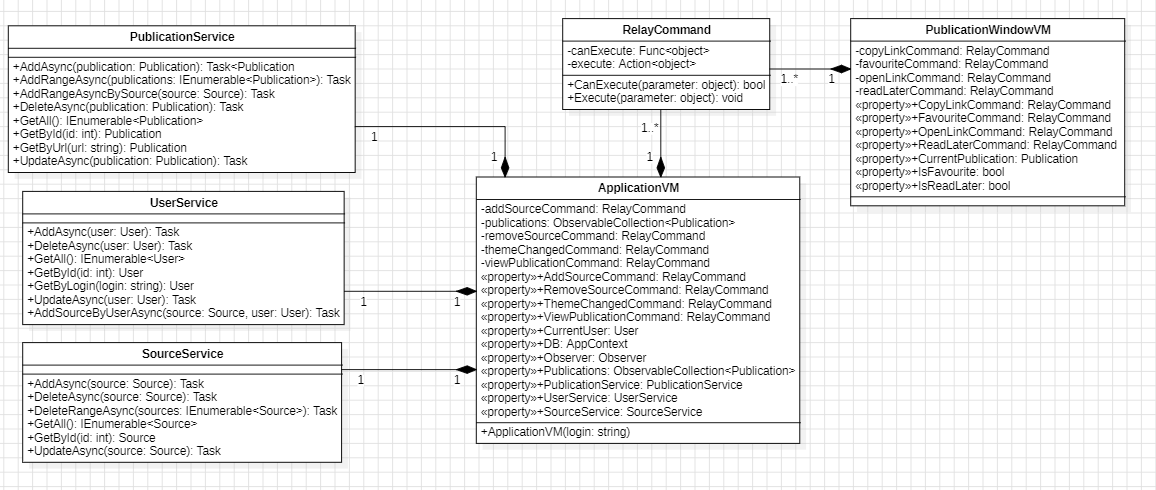 PublicationService
+AddAsync(publication: Publication): Task<Publication
+AddRangeAsync(publications: IEnumerable<Publication>): Task
+AddRangeAsyncBySource(source: Source): Task
+DeleteAsync(publication: Publication): Task
+GetAll(): IEnumerable<Publication>
+GetById(id: int): Publication
+GetByUrl(url: string): Publication
+UpdateAsync(publication: Publication): Task
1
1
RelayCommand
-canExecute: Func<object>
-execute: Action<object>
+CanExecute(parameter: object): bool
+Execute(parameter: object): void
1..*
1
1..*
1
PublicationWindowVM
-copyLinkCommand: RelayCommand
-favouriteCommand: RelayCommand
-openLinkCommand: RelayCommand
-readLaterCommand: RelayCommand
«property»+CopyLinkCommand: RelayCommand
«property»+FavouriteCommand: RelayCommand
«property»+OpenLinkCommand: RelayCommand
«property»+ReadLaterCommand: RelayCommand
«property»+CurrentPublication: Publication
«property»+IsFavourite: bool
«property»+IsReadLater: bool
UserService
+AddAsync(user: User): Task
+DeleteAsync(user: User): Task
+GetAll(): IEnumerable<User>
+GetById(id: int): User
+GetByLogin(login: string): User
+UpdateAsync(user: User): Task
+AddSourceByUserAsync(source: Source, user: User): Task
1
1
ApplicationVM
-addSourceCommand: RelayCommand
-publications: ObservableCollection<Publication>
-removeSourceCommand: RelayCommand
-themeChangedCommand: RelayCommand
-viewPublicationCommand: RelayCommand
«property»+AddSourceCommand: RelayCommand
«property»+RemoveSourceCommand: RelayCommand
«property»+ThemeChangedCommand: RelayCommand
«property»+ViewPublicationCommand: RelayCommand
«property»+CurrentUser: User
«property»+DB: AppContext
«property»+Observer: Observer
«property»+Publications: ObservableCollection<Publication>
«property»+PublicationService: PublicationService
«property»+UserService: UserService
«property»+SourceService: SourceService
+ApplicationVM(login: string)
SourceService
+AddAsync(source: Source): Task
+DeleteAsync(source: Source): Task
+DeleteRangeAsync(sources: IEnumerable<Source>): Task
+GetAll(): IEnumerable<Source>
+GetById(id: int): Source
+UpdateAsync(source: Source): Task
1
1